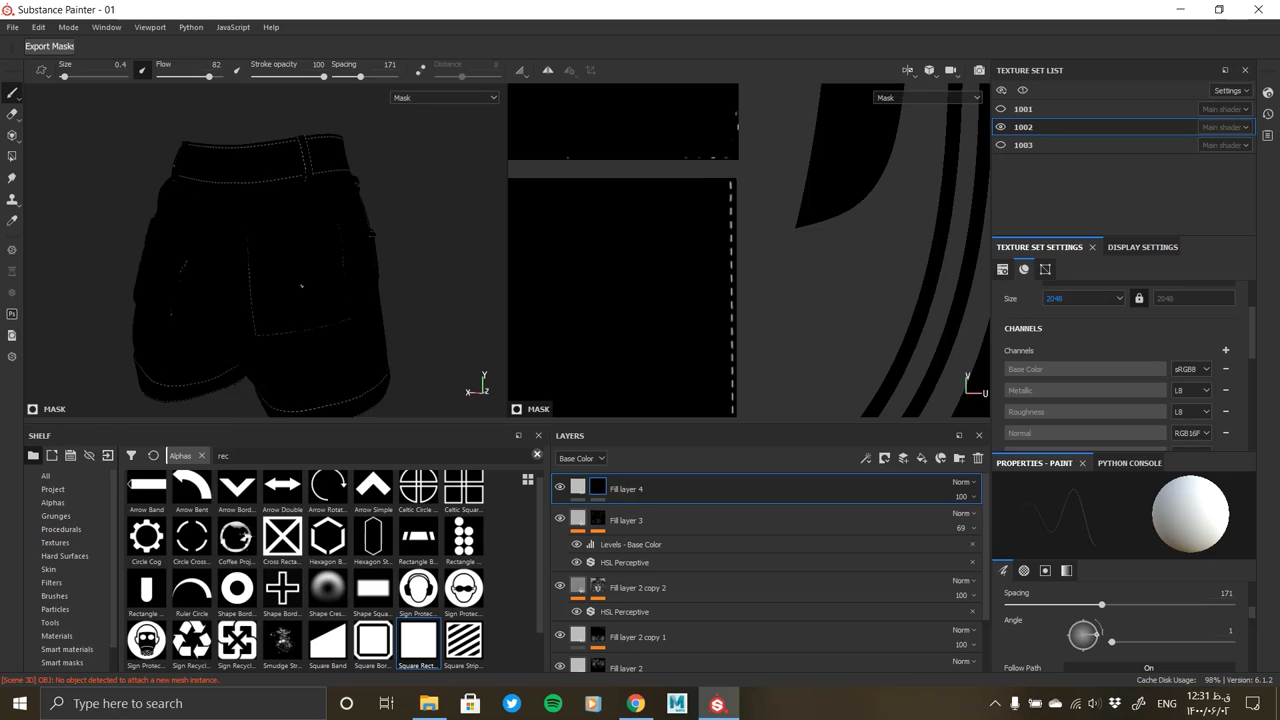 Substance Painter - 01
File Edit Mode Window Viewport Python JavaScript Help
Export Masks
Size 0.4 Flow 82 Stroke opacity 100 Spacing 171 Distance 8
Mask
Mask
MASK
MASK
Y
X
Z
V
U
TEXTURE SET LIST
Settings
1001 Main shader
1002 Main shader
1003 Main shader
TEXTURE SET SETTINGS DISPLAY SETTINGS
Size 2048 2048
CHANNELS
Channels
Base Color sRGB8
Metallic L8
Roughness L8
Normal RGB16F
PROPERTIES - PAINT PYTHON CONSOLE
Spacing 171
Angle 1
Follow Path On
SHELF
Alphas rec
All
Project
Alphas
Grunges
Procedurals
Textures
Hard Surfaces
Skin
Filters
Brushes
Particles
Tools
Materials
Smart materials
Smart masks
Arrow Band Arrow Bent Arrow Bord... Arrow Double Arrow Rotat... Arrow Simple Celtic Circle ... Celtic Squar...
Circle Cog Circle Cross... Coffee Proj... Cross Recta... Hexagon B... Hexagon St... Rectangle B... Rectangle ...
Rectangle ... Ruler Circle Shape Bord... Shape Cres... Shape Squa... Sign Protec... Sign Protec...
Sign Protec... Sign Recycl... Sign Recycl... Smudge Str... Square Band Square Bor... Square Rect... Square Strip...
LAYERS
Base Color
Fill layer 4 Norm 100
Fill layer 3 Norm 69
Levels - Base Color
HSL Perceptive
Fill layer 2 copy 2 Norm 100
HSL Perceptive
Fill layer 2 copy 1 Norm 100
Fill layer 2 Norm
[Scene 3D] OBJ: No object detected to attach a new mesh instance.
Cache Disk Usage: 98% | Version: 6.1.2
Type here to search
12:31 ق.ظ